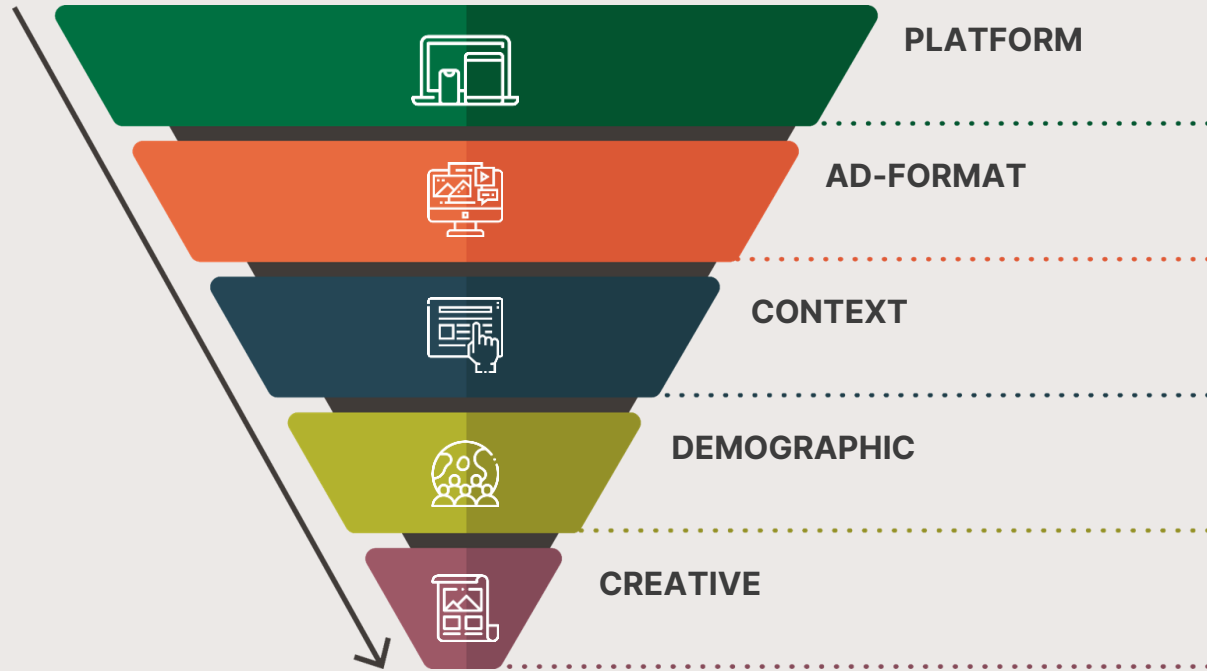 PLATFORM
AD-FORMAT
CONTEXT
DEMOGRAPHIC
CREATIVE